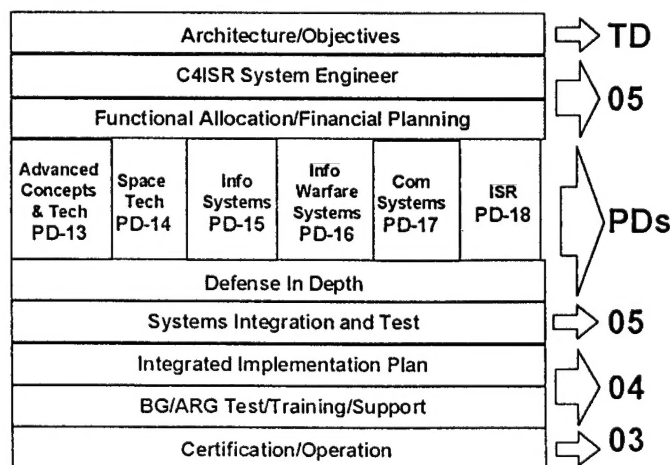 Architecture/Objectives
TD
C4ISR System Engineer
05
Functional Allocation/Financial Planning
Advanced
Concepts
& Tech
PD-13
Space
Tech
PD-14
Info
Systems
PD-15
Info
Warfare
Systems
PD-16
Com
Systems
PD-17
ISR
PD-18
PDs
Defense In Depth
Systems Integration and Test
05
Integrated Implementation Plan
04
BG/ARG Test/Training/Support
Certification/Operation
03